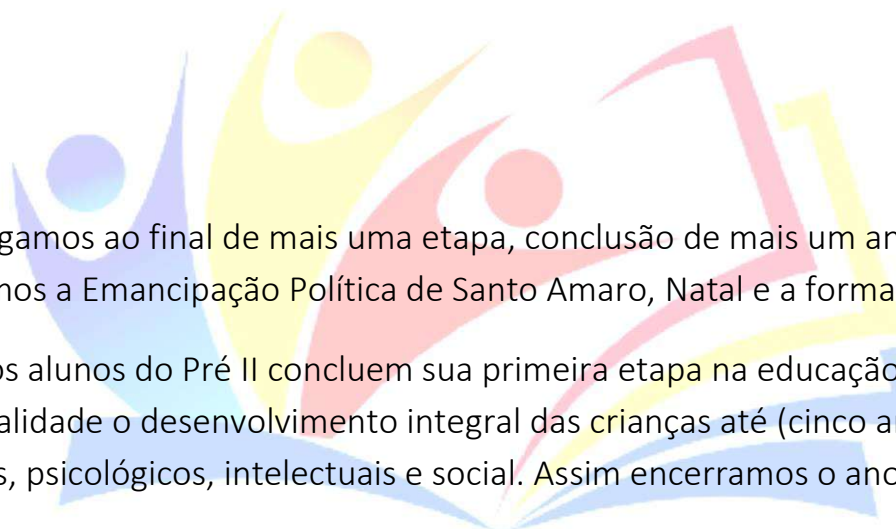 gamos ao final de mais uma etapa, conclusão de mais um an
nos a Emancipação Política de Santo Amaro, Natal e a forma
os alunos do Pré II concluem sua primeira etapa na educação
alidade o desenvolvimento integral das crianças até (cinco a
s, psicológicos, intelectuais e social. Assim encerramos o ano